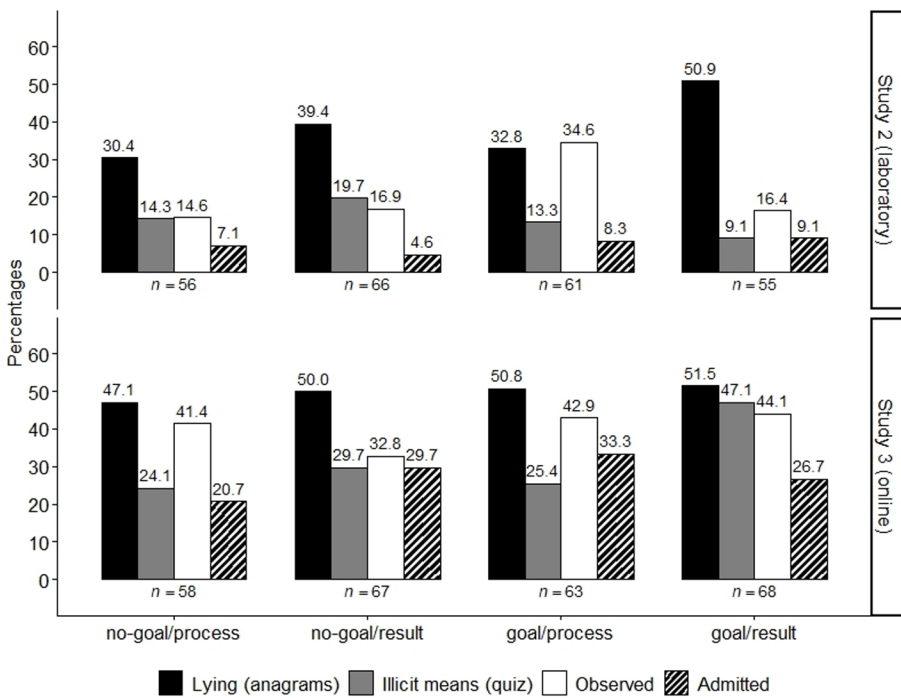 Percentages
60
50
40
30
20
10
0
30.4
14.3
14.6
7.1
n = 56
39.4
19.7
16.9
4.6
n = 66
32.8
13.3
34.6
8.3
n = 61
50.9
9.1
16.4
9.1
n = 55
Study 2 (laboratory)
60
50
40
30
20
10
0
47.1
24.1
41.4
20.7
n = 58
50.0
29.7
32.8
29.7
n = 67
50.8
25.4
42.9
33.3
n = 63
51.5
47.1
44.1
26.7
n = 68
Study 3 (online)
no-goal/process
no-goal/result
goal/process
goal/result
Lying (anagrams) Illicit means (quiz) Observed Admitted